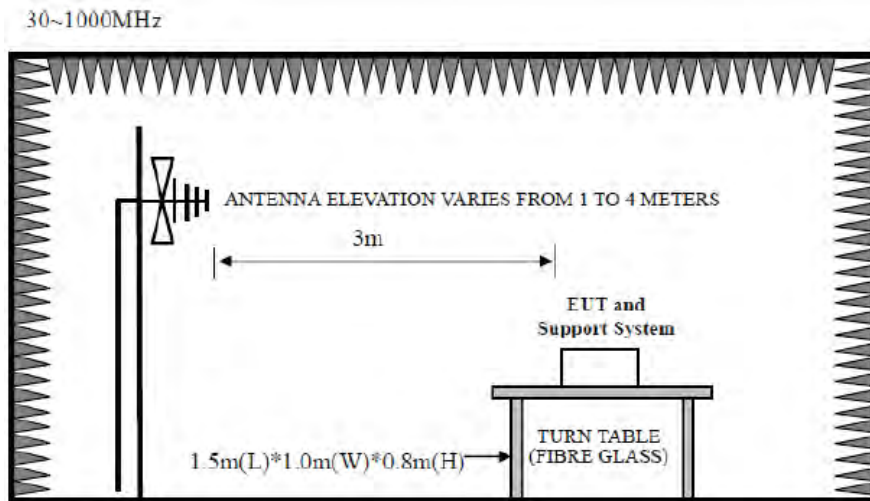 30~1000MHz
ANTENNA ELEVATION VARIES FROM 1 TO 4 METERS
3m
EUT and
Support System
TURN TABLE
(FIBRE GLASS)
1.5m(L)*1.0m(W)*0.8m(H)